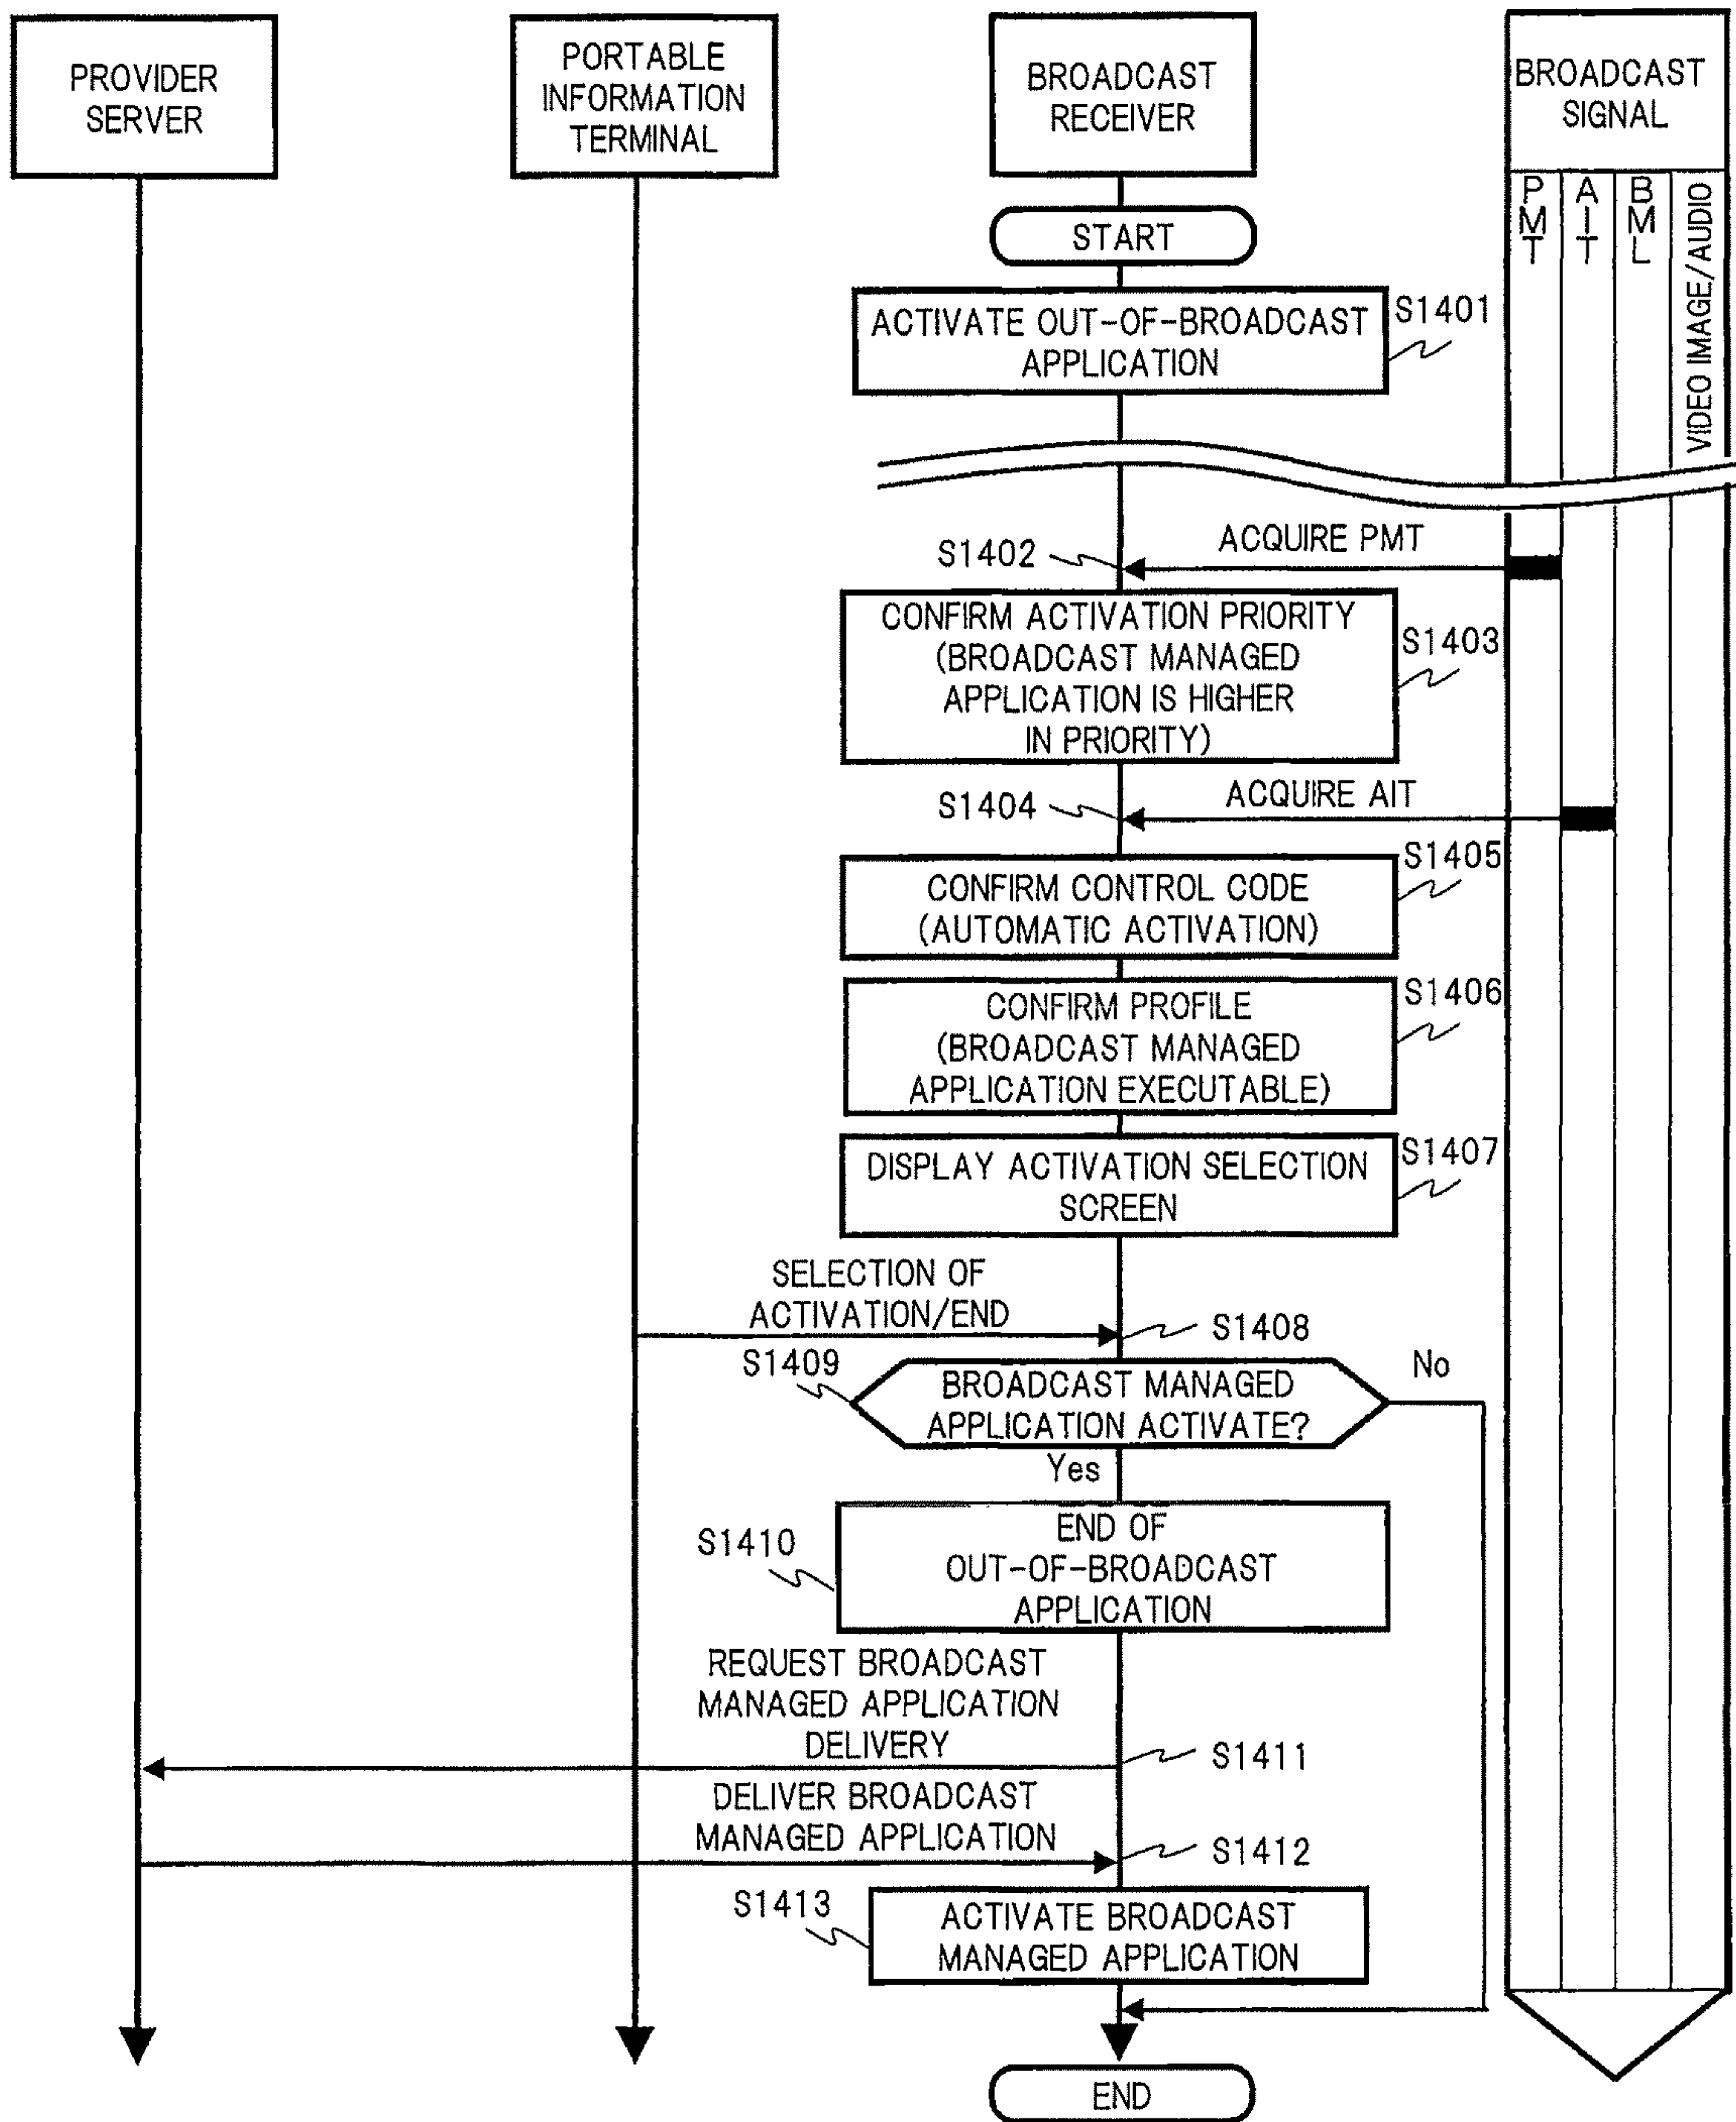 PROVIDER
SERVER
PORTABLE
INFORMATION
TERMINAL
BROADCAST
RECEIVER
BROADCAST
SIGNAL
PMT
AIT
BML
VIDEO IMAGE/AUDIO
START
ACTIVATE OUT-OF-BROADCAST
APPLICATION
S1401
S1402
ACQUIRE PMT
CONFIRM ACTIVATION PRIORITY
(BROADCAST MANAGED
APPLICATION IS HIGHER
IN PRIORITY)
S1403
S1404
ACQUIRE AIT
CONFIRM CONTROL CODE
(AUTOMATIC ACTIVATION)
S1405
CONFIRM PROFILE
(BROADCAST MANAGED
APPLICATION EXECUTABLE)
S1406
DISPLAY ACTIVATION SELECTION
SCREEN
S1407
SELECTION OF
ACTIVATION/END
S1408
S1409
BROADCAST MANAGED
APPLICATION ACTIVATE?
No
Yes
S1410
END OF
OUT-OF-BROADCAST
APPLICATION
REQUEST BROADCAST
MANAGED APPLICATION
DELIVERY
S1411
DELIVER BROADCAST
MANAGED APPLICATION
S1412
S1413
ACTIVATE BROADCAST
MANAGED APPLICATION
END